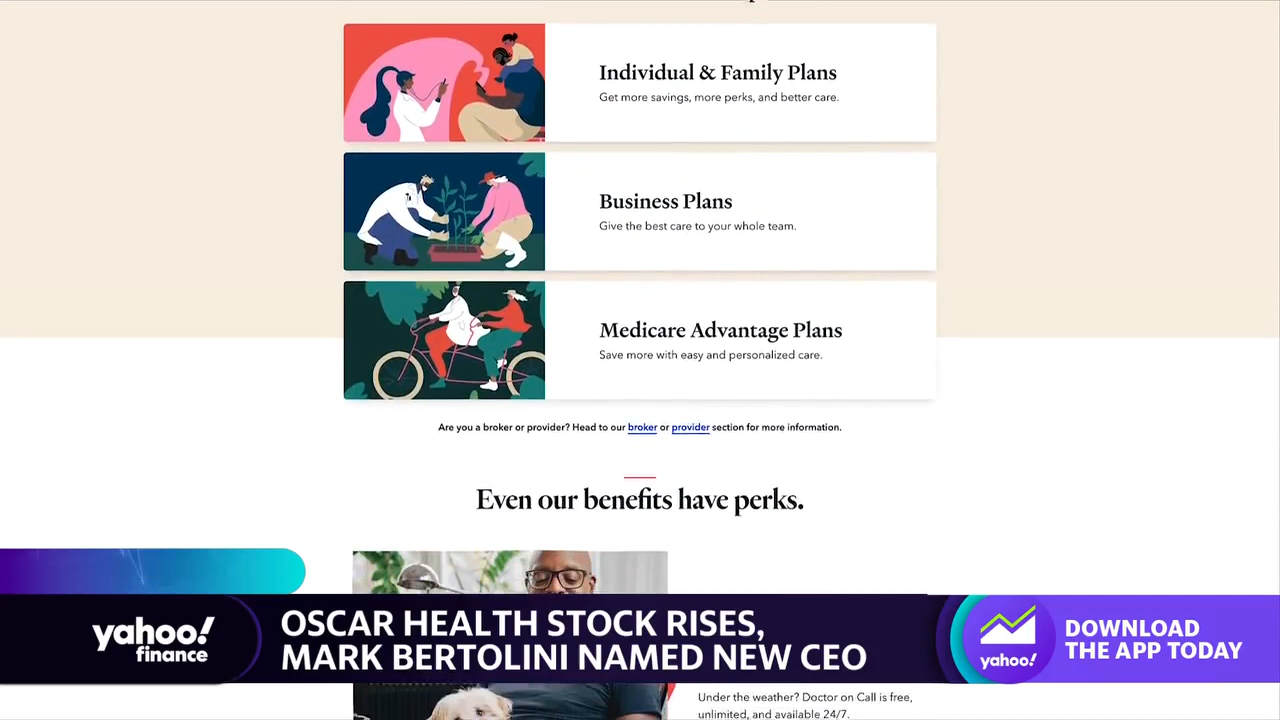 Individual & Family Plans
Get more savings, more perks, and better care.
Business Plans
Give the best care to your whole team.
Medicare Advantage Plans
Save more with easy and personalized care.
Are you a broker or provider? Head to our broker or provider section for more information.
Even our benefits have perks.
yahoo!
finance
OSCAR HEALTH STOCK RISES,
MARK BERTOLINI NAMED NEW CEO
yahoo!
DOWNLOAD
THE APP TODAY
Under the weather? Doctor on Call is free,
unlimited, and available 24/7.